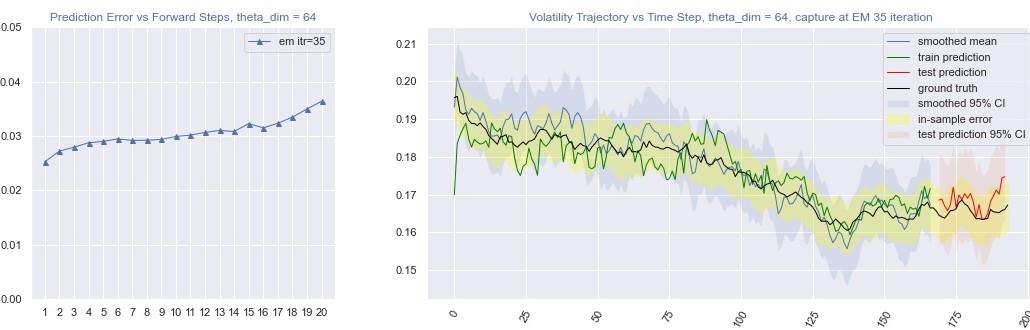 Prediction Error vs Forward Steps, theta_dim = 64
0.05
0.04
0.03
0.02
0.01
0.00
em itr=35
1 2 3 4 5 6 7 8 9 10 11 12 13 14 15 16 17 18 19 20
Volatility Trajectory vs Time Step, theta_dim = 64, capture at EM 35 iteration
0.21
0.20
0.19
0.18
0.17
0.16
0.15
smoothed mean
train prediction
test prediction
ground truth
smoothed 95% CI
in-sample error
test prediction 95% CI
0 25 50 75 100 125 150 175 200